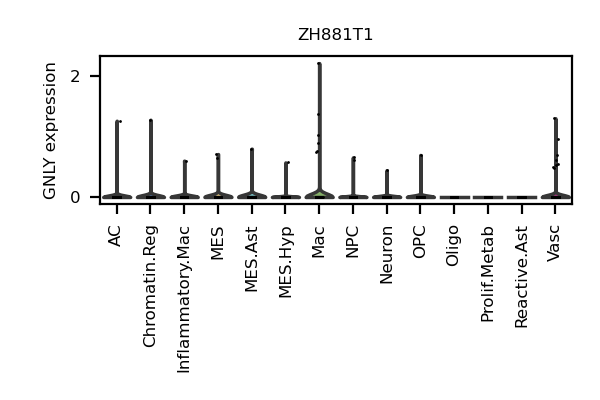 ZH881T1
GNLY expression
2
0
AC
Chromatin.Reg
Inflammatory.Mac
MES
MES.Ast
MES.Hyp
Mac
NPC
Neuron
OPC
Oligo
Prolif.Metab
Reactive.Ast
Vasc